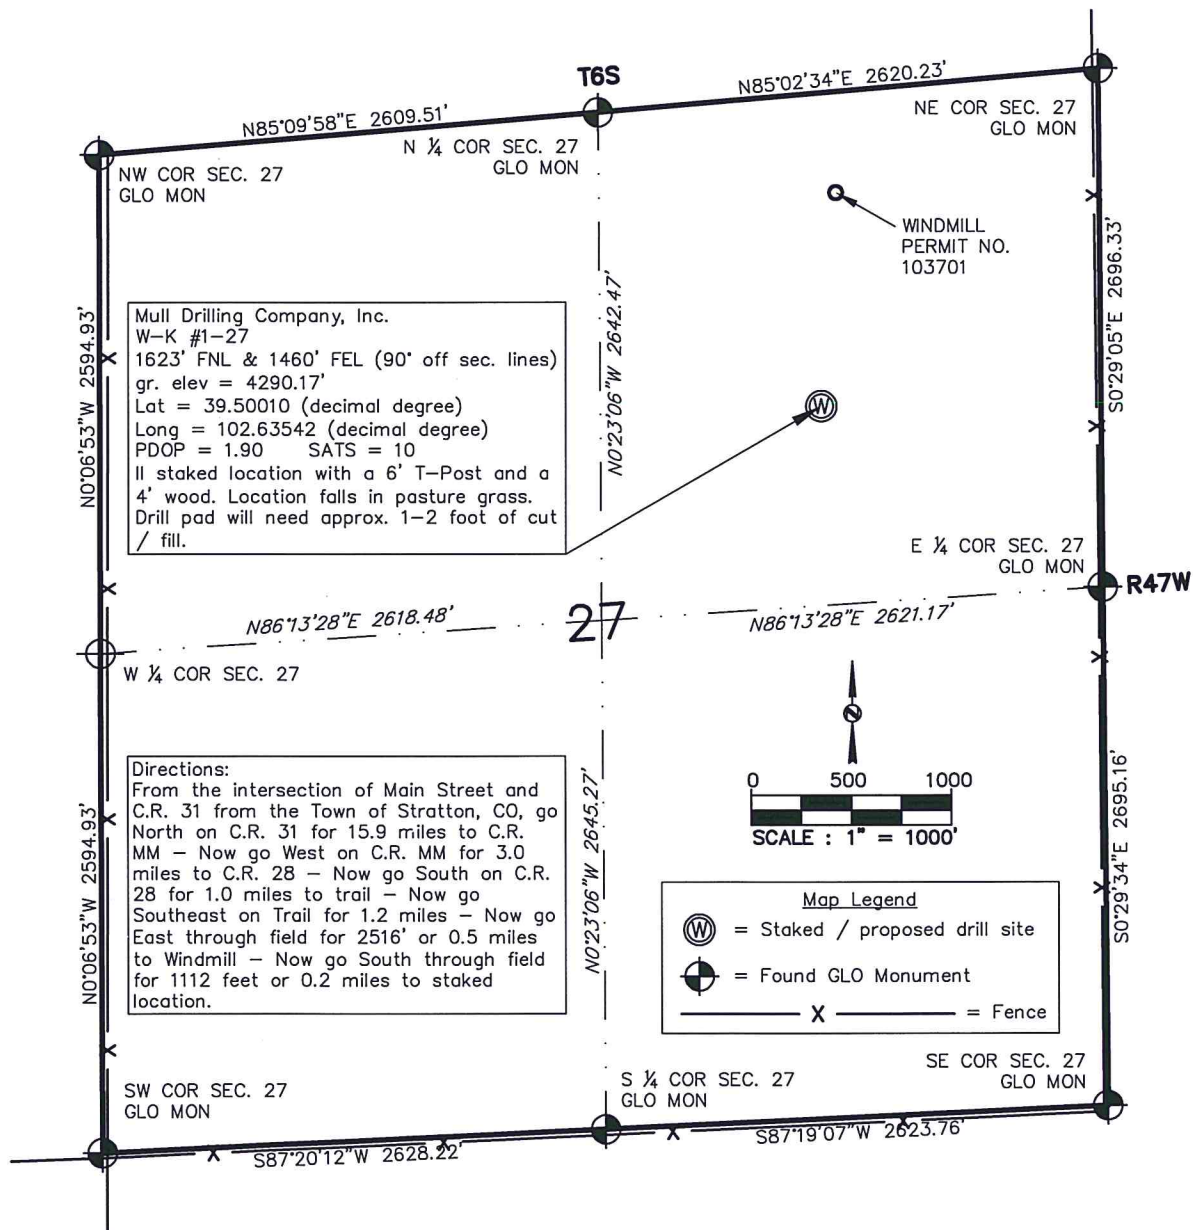 T6S
N85°09'58"E 2609.51'
N85°02'34"E 2620.23'
NW COR SEC. 27
GLO MON
N ¼ COR SEC. 27
GLO MON
NE COR SEC. 27
GLO MON
WINDMILL
PERMIT NO.
103701
N0°06'53"W 2594.93'
N0°23'06"W 2642.47'
S0°29'05"E 2696.33'
X
X
X
X
Mull Drilling Company, Inc.
W-K #1-27
1623' FNL & 1460' FEL (90° off sec. lines)
gr. elev = 4290.17'
Lat = 39.50010 (decimal degree)
Long = 102.63542 (decimal degree)
PDOP = 1.90 SATS = 10
II staked location with a 6' T-Post and a
4' wood. Location falls in pasture grass.
Drill pad will need approx. 1-2 foot of cut
/ fill.
W
E ¼ COR SEC. 27
GLO MON
R47W
N86°13'28"E 2618.48'
27
N86°13'28"E 2621.17'
W ¼ COR SEC. 27
N
0 500 1000
SCALE : 1" = 1000'
Directions:
From the intersection of Main Street and
C.R. 31 from the Town of Stratton, CO, go
North on C.R. 31 for 15.9 miles to C.R.
MM - Now go West on C.R. MM for 3.0
miles to C.R. 28 - Now go South on C.R.
28 for 1.0 miles to trail - Now go
Southeast on Trail for 1.2 miles - Now go
East through field for 2516' or 0.5 miles
to Windmill - Now go South through field
for 1112 feet or 0.2 miles to staked
location.
N0°06'53"W 2594.93'
N0°23'06"W 2645.27'
S0°29'34"E 2695.16'
X
X
X
X
Map Legend
W = Staked / proposed drill site
= Found GLO Monument
X = Fence
SW COR SEC. 27
GLO MON
S ¼ COR SEC. 27
GLO MON
SE COR SEC. 27
GLO MON
X
X
X
X
S87°20'12"W 2628.22'
S87°19'07"W 2623.76'